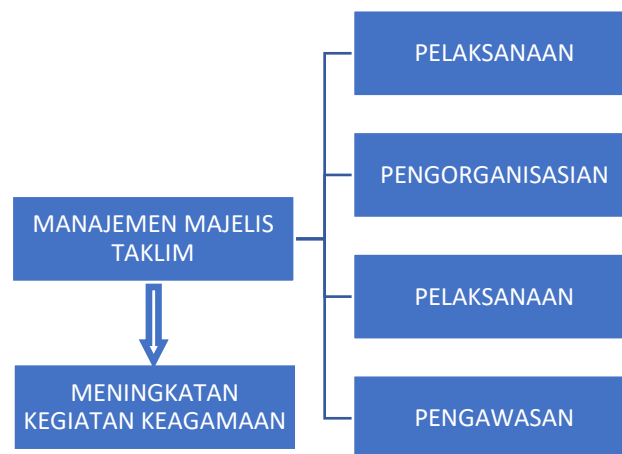 MANAJEMEN MAJELIS
TAKLIM
MENINGKATAN
KEGIATAN KEAGAMAAN
PELAKSANAAN
PENGORGANISASIAN
PELAKSANAAN
PENGAWASAN